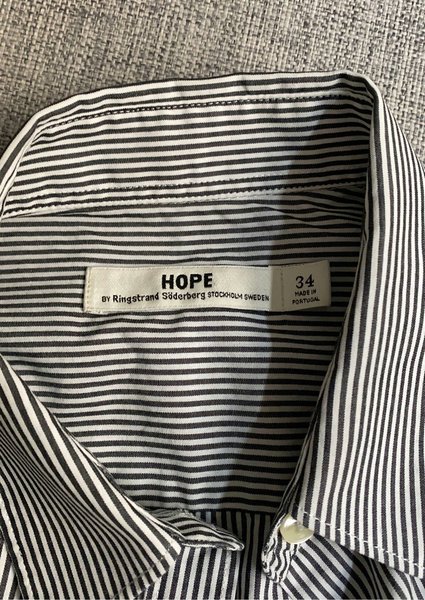 HOPE
BY Ringstrand Söderberg STOCKHOLM SWEDEN
34
MADE IN
PORTUGAL